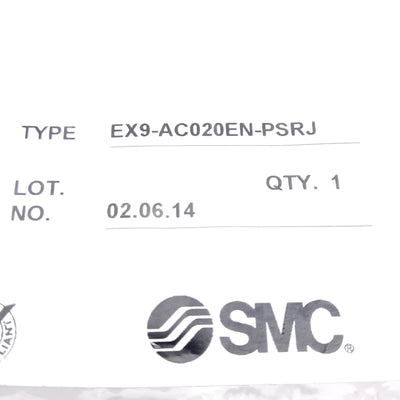 TYPE EX9-AC020EN-PSRJ
LOT. QTY. 1
NO. 02.06.14
SMC®